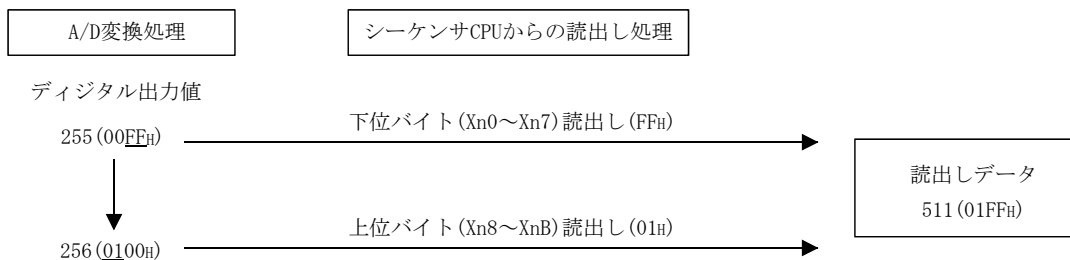 A/D変換処理
シーケンサCPUからの読出し処理
ディジタル出力値
255(00FFH)
下位バイト(Xn0～Xn7)読出し(FFH)
読出しデータ
511(01FFH)
256(0100H)
上位バイト(Xn8～XnB)読出し(01H)